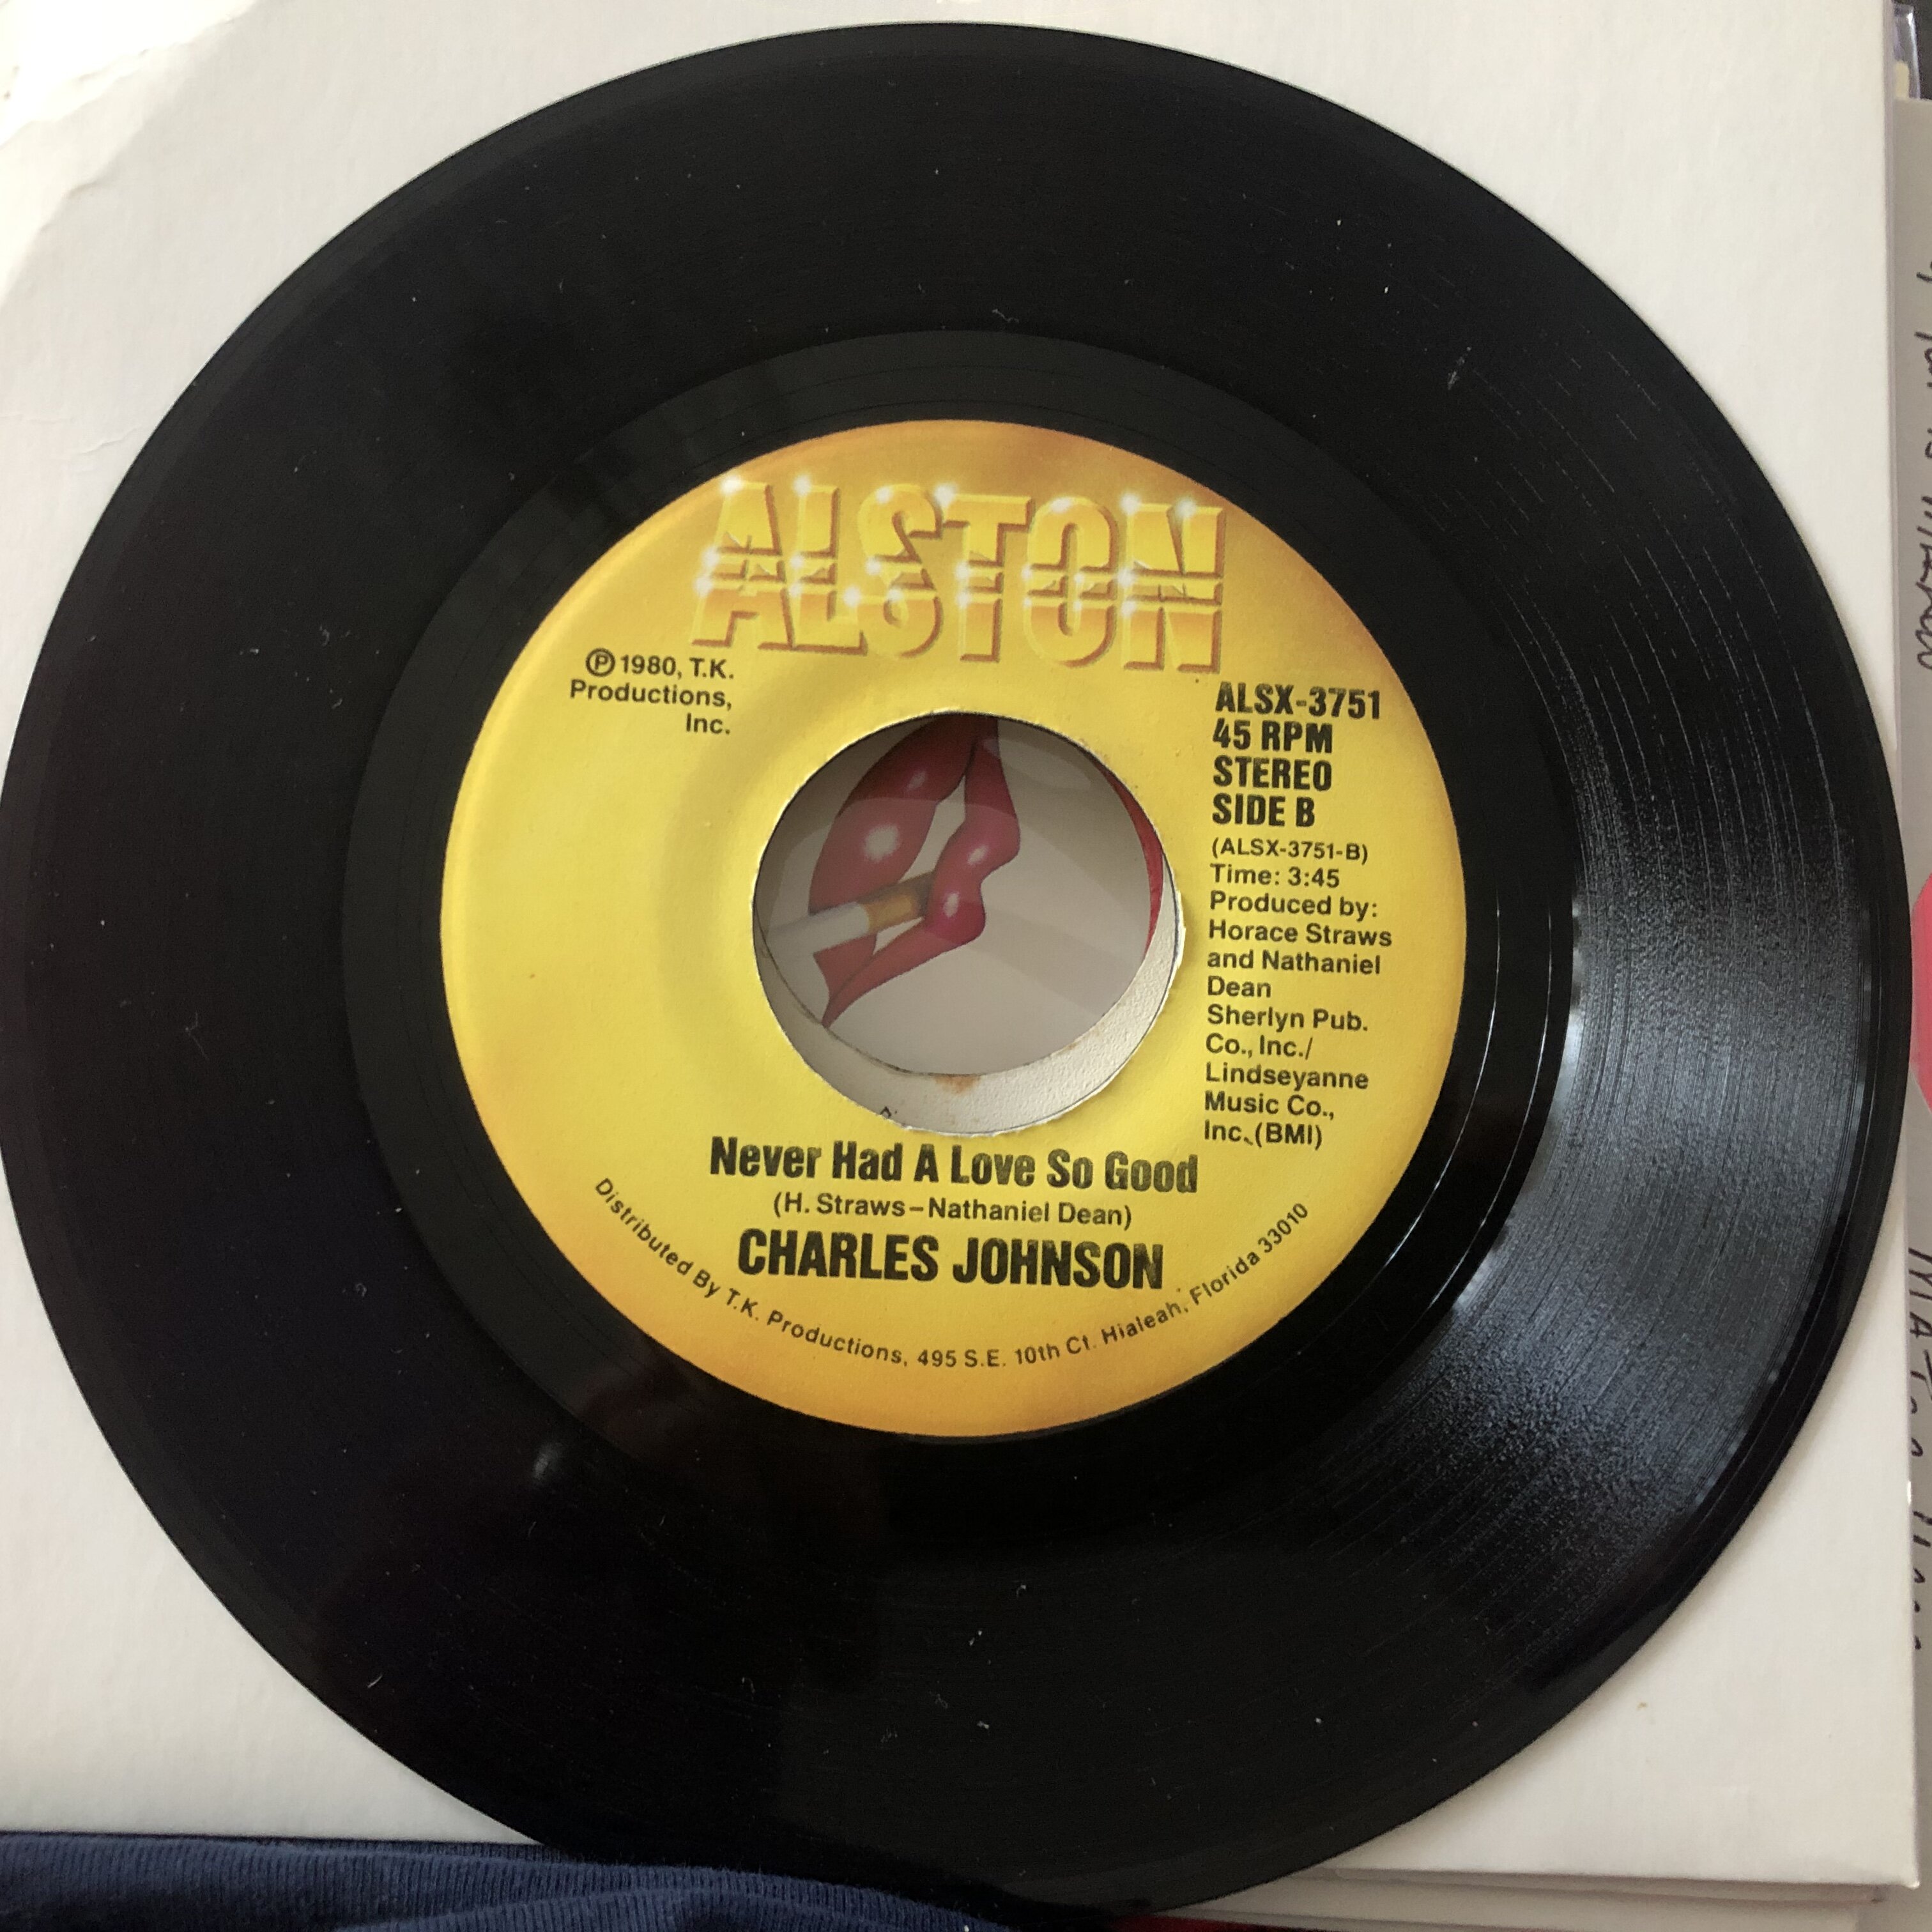 ALSTON
Ⓟ1980, T.K.
Productions,
Inc.
ALSX-3751
45 RPM
STEREO
SIDE B
(ALSX-3751-B)
Time: 3:45
Produced by:
Horace Straws
and Nathaniel
Dean
Sherlyn Pub.
Co., Inc./
Lindseyanne
Music Co.,
Inc. (BMI)
Never Had A Love So Good
(H. Straws–Nathaniel Dean)
CHARLES JOHNSON
Distributed By T.K. Productions, 495 S.E. 10th Ct. Hialeah, Florida 33010